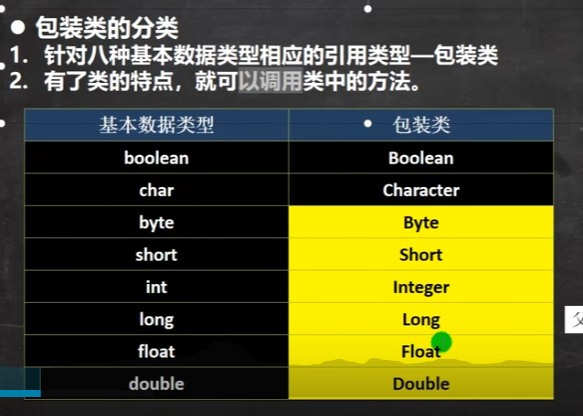 ● 包装类的分类
1. 针对八种基本数据类型相应的引用类型—包装类
2. 有了类的特点，就可以调用类中的方法。
基本数据类型 • 包装类
boolean Boolean
char Character
byte Byte
short Short
int Integer
long Long
float Float
double Double